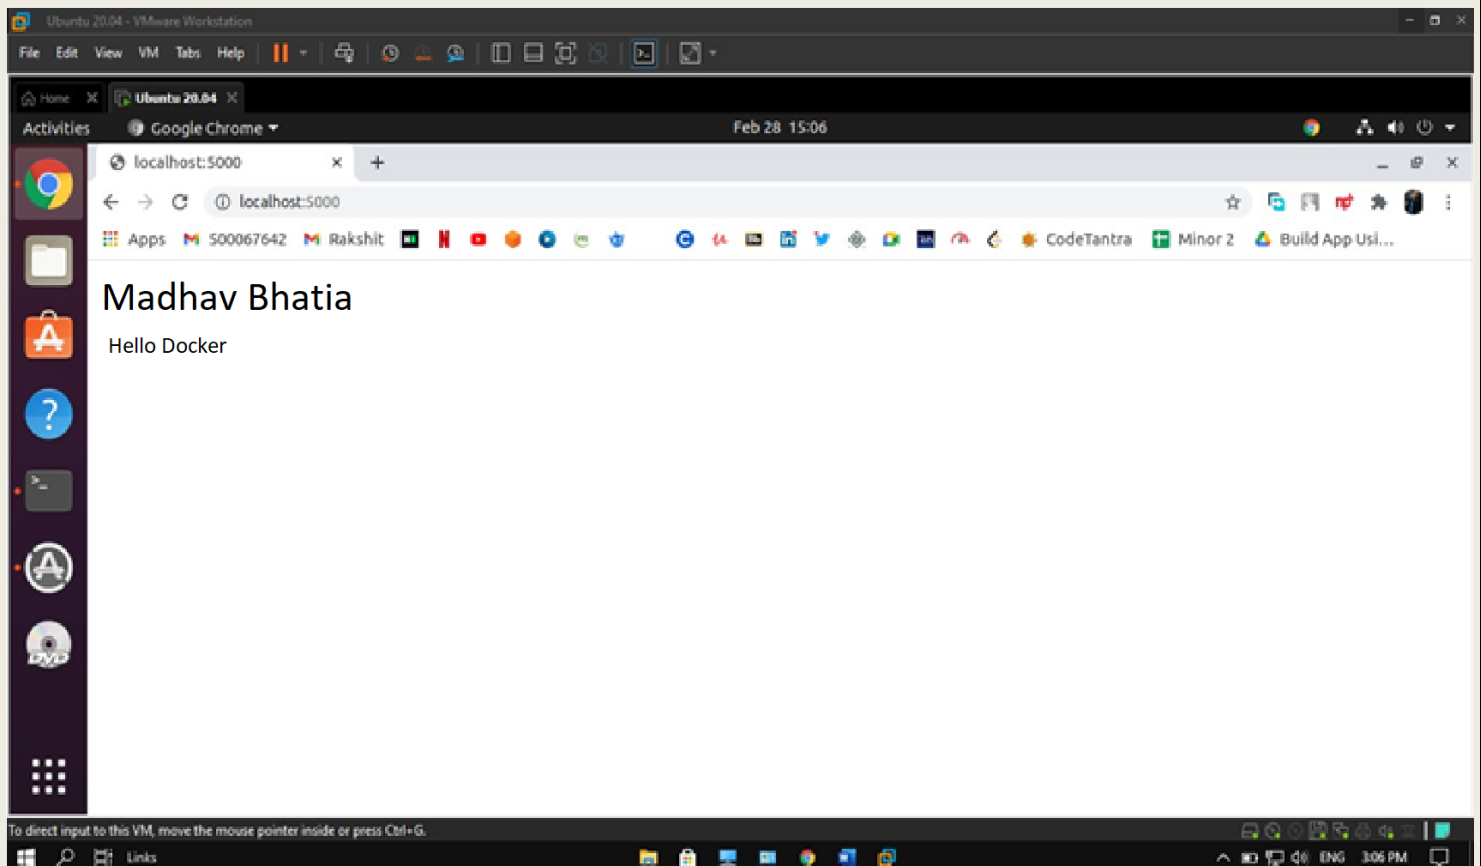 Ubuntu 20.04 - VMware Workstation
File Edit View VM Tabs Help
Home Ubuntu 20.04
Activities Google Chrome Feb 28 15:06
localhost:5000
localhost:5000
Apps 500067642 Rakshit CodeTantra Minor 2 Build App Usi...
Madhav Bhatia
Hello Docker
DVD
To direct input to this VM, move the mouse pointer inside or press Ctrl+G.
Links ENG 3:06 PM